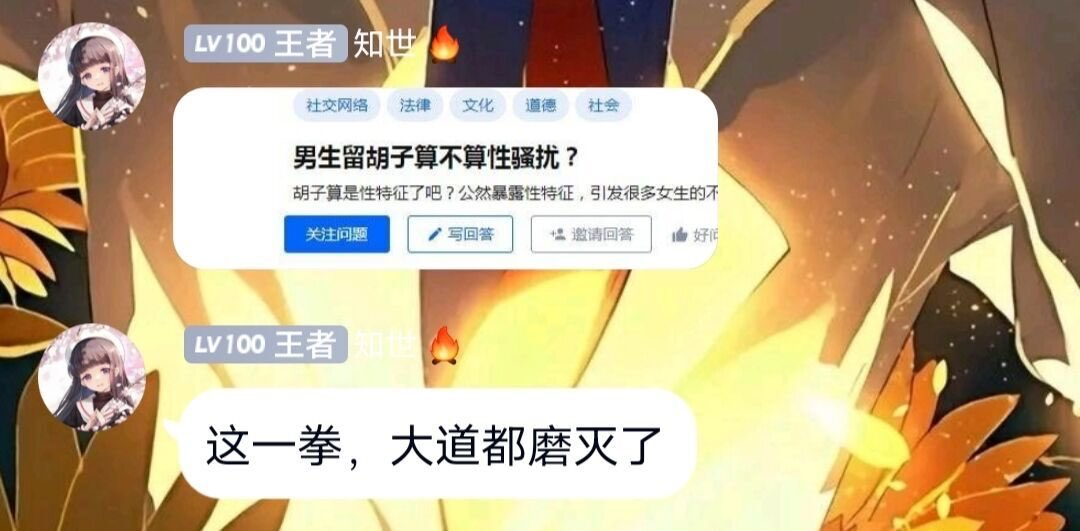 LV100 王者 知世🔥
社交网络 法律 文化 道德 社会
男生留胡子算不算性骚扰？
胡子算是性特征了吧？公然暴露性特征，引发很多女生的不
关注问题 写回答 邀请回答 好问
LV100 王者 知世🔥
这一拳，大道都磨灭了